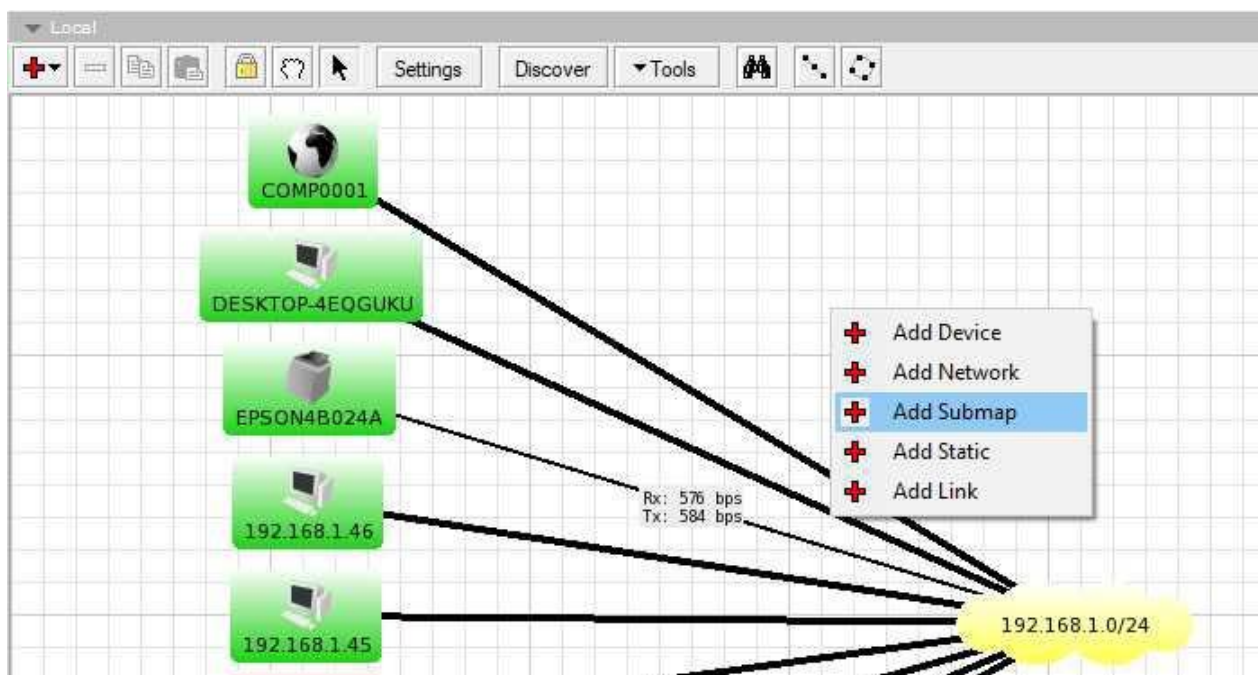 Local
Settings
Discover
Tools
COMP0001
DESKTOP-4EQGUKU
EPSON4B024A
Rx: 576 bps
Tx: 584 bps
192.168.1.46
192.168.1.45
Add Device
Add Network
Add Submap
Add Static
Add Link
192.168.1.0/24